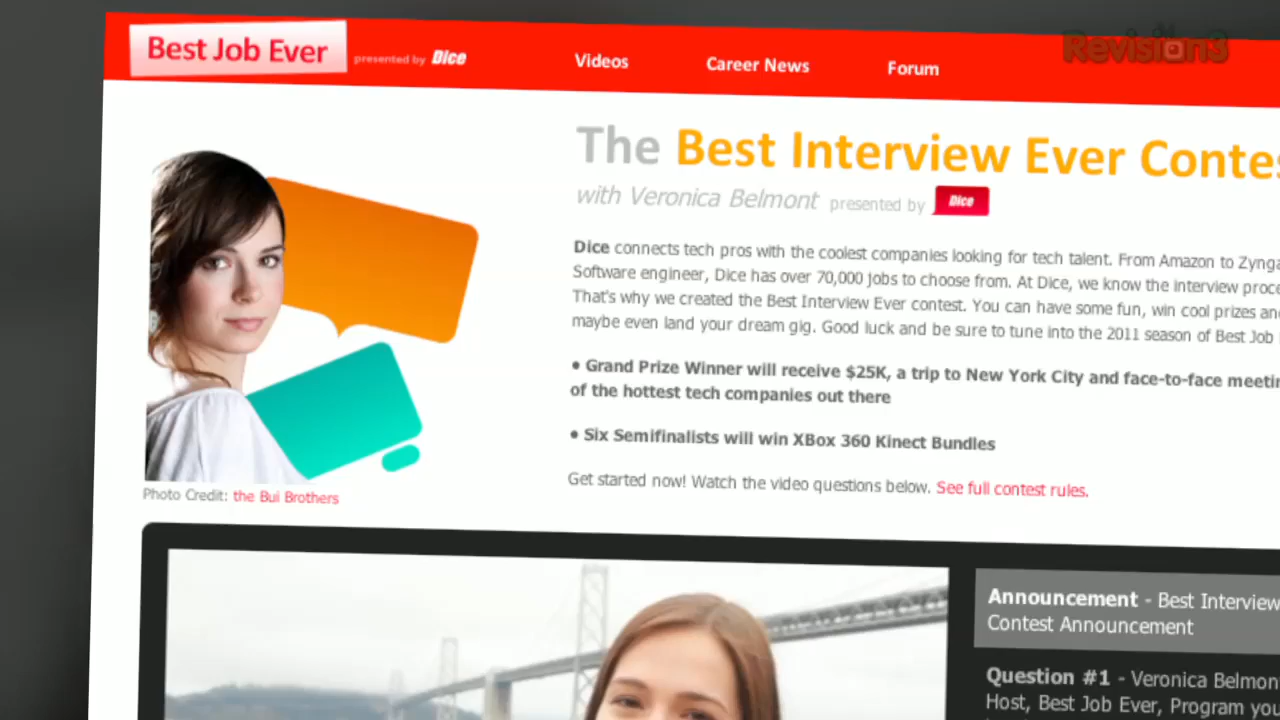 Best Job Ever presented by Dice Videos Career News Forum
Revision3
The Best Interview Ever Contes
with Veronica Belmont presented by Dice
Dice connects tech pros with the coolest companies looking for tech talent. From Amazon to Zynga
Software engineer, Dice has over 70,000 jobs to choose from. At Dice, we know the interview proce
That's why we created the Best Interview Ever contest. You can have some fun, win cool prizes and
maybe even land your dream gig. Good luck and be sure to tune into the 2011 season of Best Job
• Grand Prize Winner will receive $25K, a trip to New York City and face-to-face meetin
of the hottest tech companies out there
• Six Semifinalists will win XBox 360 Kinect Bundles
Get started now! Watch the video questions below. See full contest rules.
Photo Credit: the Bui Brothers
Announcement - Best Interview
Contest Announcement
Question #1 - Veronica Belmont
Host, Best Job Ever, Program you